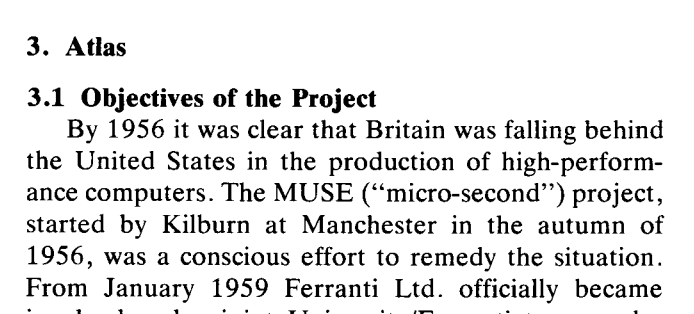 3. Atlas
3.1 Objectives of the Project
By 1956 it was clear that Britain was falling behind
the United States in the production of high-perform-
ance computers. The MUSE (“micro-second”) project,
started by Kilburn at Manchester in the autumn of
1956, was a conscious effort to remedy the situation.
From January 1959 Ferranti Ltd. officially became